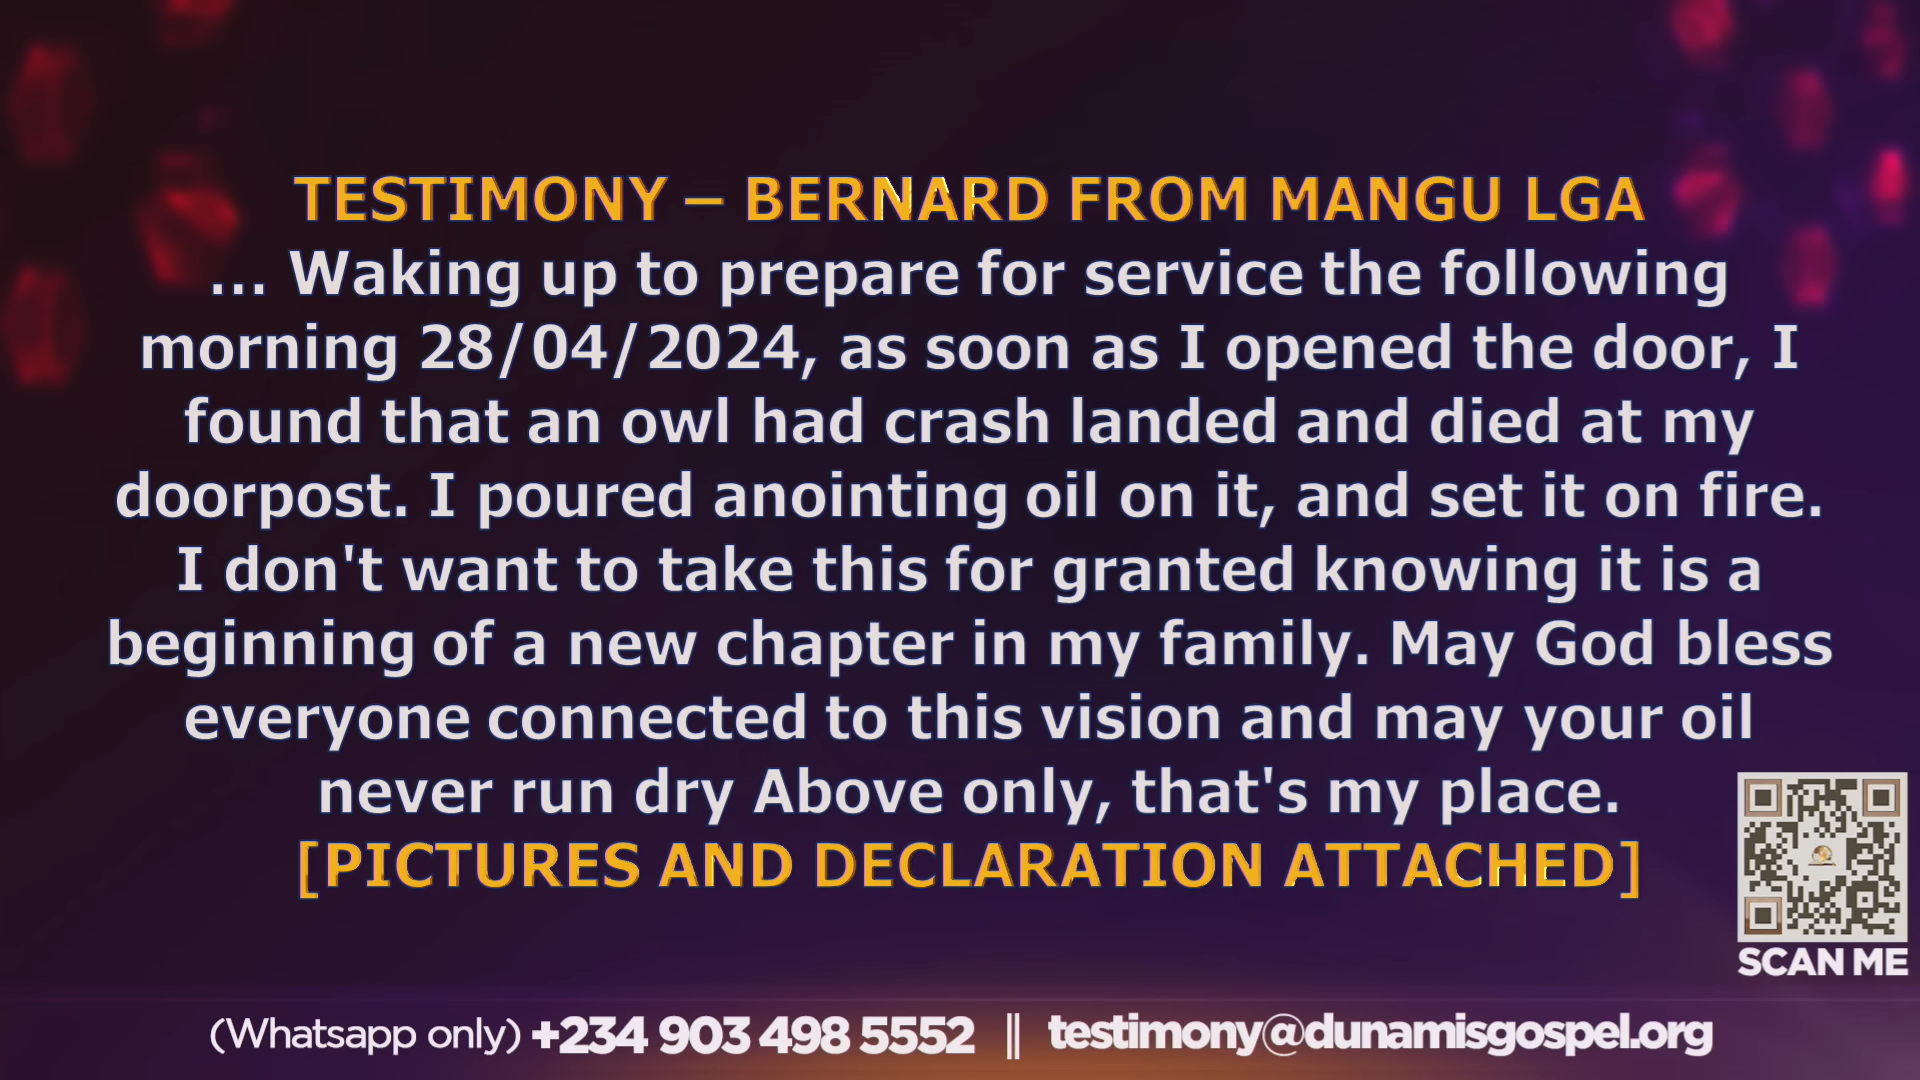 TESTIMONY – BERNARD FROM MANGU LGA
... Waking up to prepare for service the following
morning 28/04/2024, as soon as I opened the door, I
found that an owl had crash landed and died at my
doorpost. I poured anointing oil on it, and set it on fire.
I don't want to take this for granted knowing it is a
beginning of a new chapter in my family. May God bless
everyone connected to this vision and may your oil
never run dry Above only, that's my place.
[PICTURES AND DECLARATION ATTACHED]
SCAN ME
(Whatsapp only) +234 903 498 5552 || testimony@dunamisgospel.org